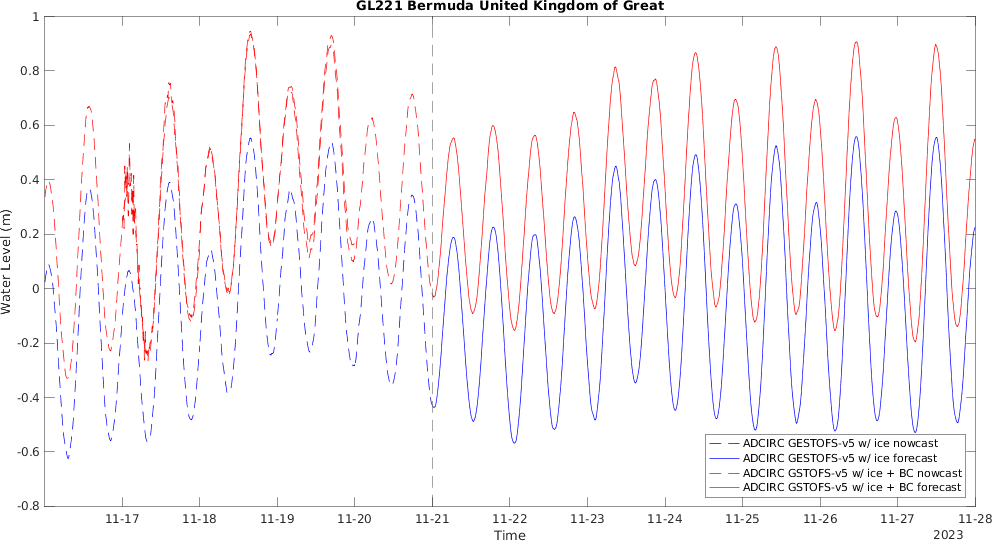 GL221 Bermuda United Kingdom of Great
1
0.8
0.6
0.4
0.2
0
-0.2
-0.4
-0.6
-0.8
Water Level (m)
11-17 11-18 11-19 11-20 11-21 11-22 11-23 11-24 11-25 11-26 11-27 11-28
Time
2023
ADCIRC GESTOFS-v5 w/ ice nowcast
ADCIRC GESTOFS-v5 w/ ice forecast
ADCIRC GSTOFS-v5 w/ ice + BC nowcast
ADCIRC GSTOFS-v5 w/ ice + BC forecast